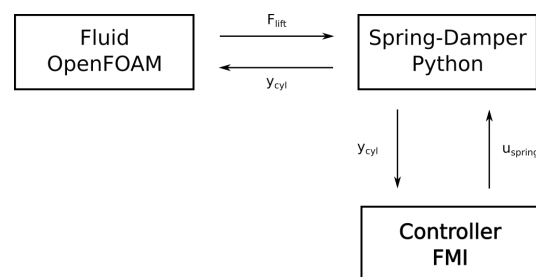 Fluid
OpenFOAM
F_lift
y_cyl
Spring-Damper
Python
y_cyl
u_spring
Controller
FMI